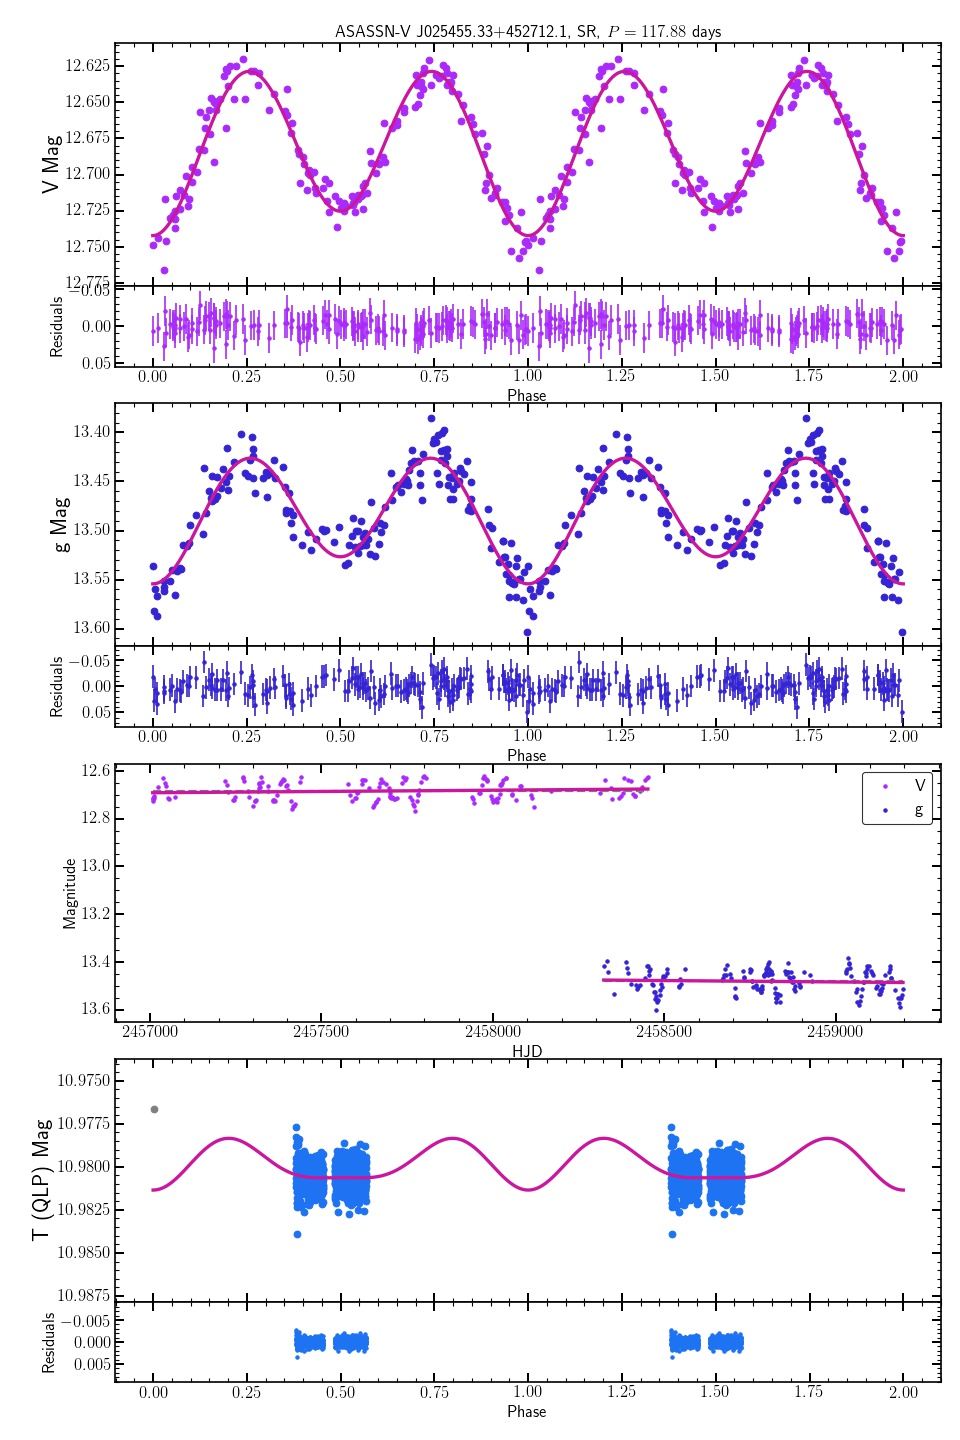 ASASSN-V J025455.33+452712.1, SR, P = 117.88 days
V Mag
12.625
12.650
12.675
12.700
12.725
12.750
12.775
Residuals
−0.05
0.00
0.05
0.00 0.25 0.50 0.75 1.00 1.25 1.50 1.75 2.00
Phase
g Mag
13.40
13.45
13.50
13.55
13.60
Residuals
−0.05
0.00
0.05
0.00 0.25 0.50 0.75 1.00 1.25 1.50 1.75 2.00
Phase
Magnitude
12.6
12.8
13.0
13.2
13.4
13.6
V
g
2457000 2457500 2458000 2458500 2459000
HJD
T (QLP) Mag
10.9750
10.9775
10.9800
10.9825
10.9850
10.9875
Residuals
−0.005
0.000
0.005
0.00 0.25 0.50 0.75 1.00 1.25 1.50 1.75 2.00
Phase